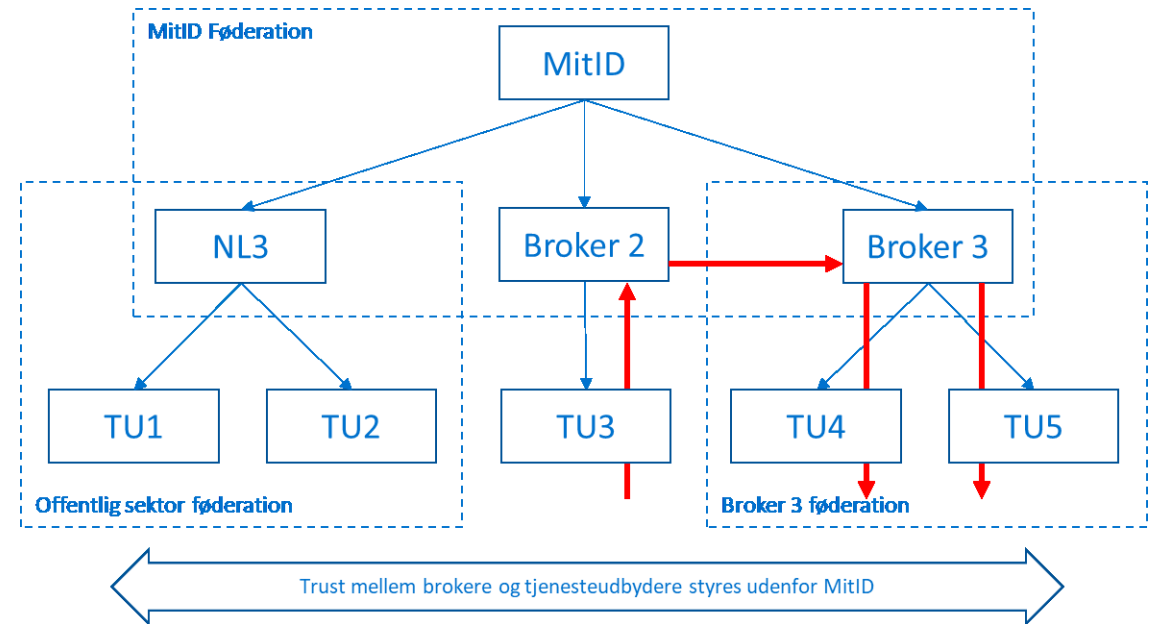 MitID Føderation
MitID
NL3
Broker 2
Broker 3
TU1
TU2
TU3
TU4
TU5
Offentlig sektor føderation
Broker 3 føderation
Trust mellem brokere og tjenesteudbydere styres udenfor MitID